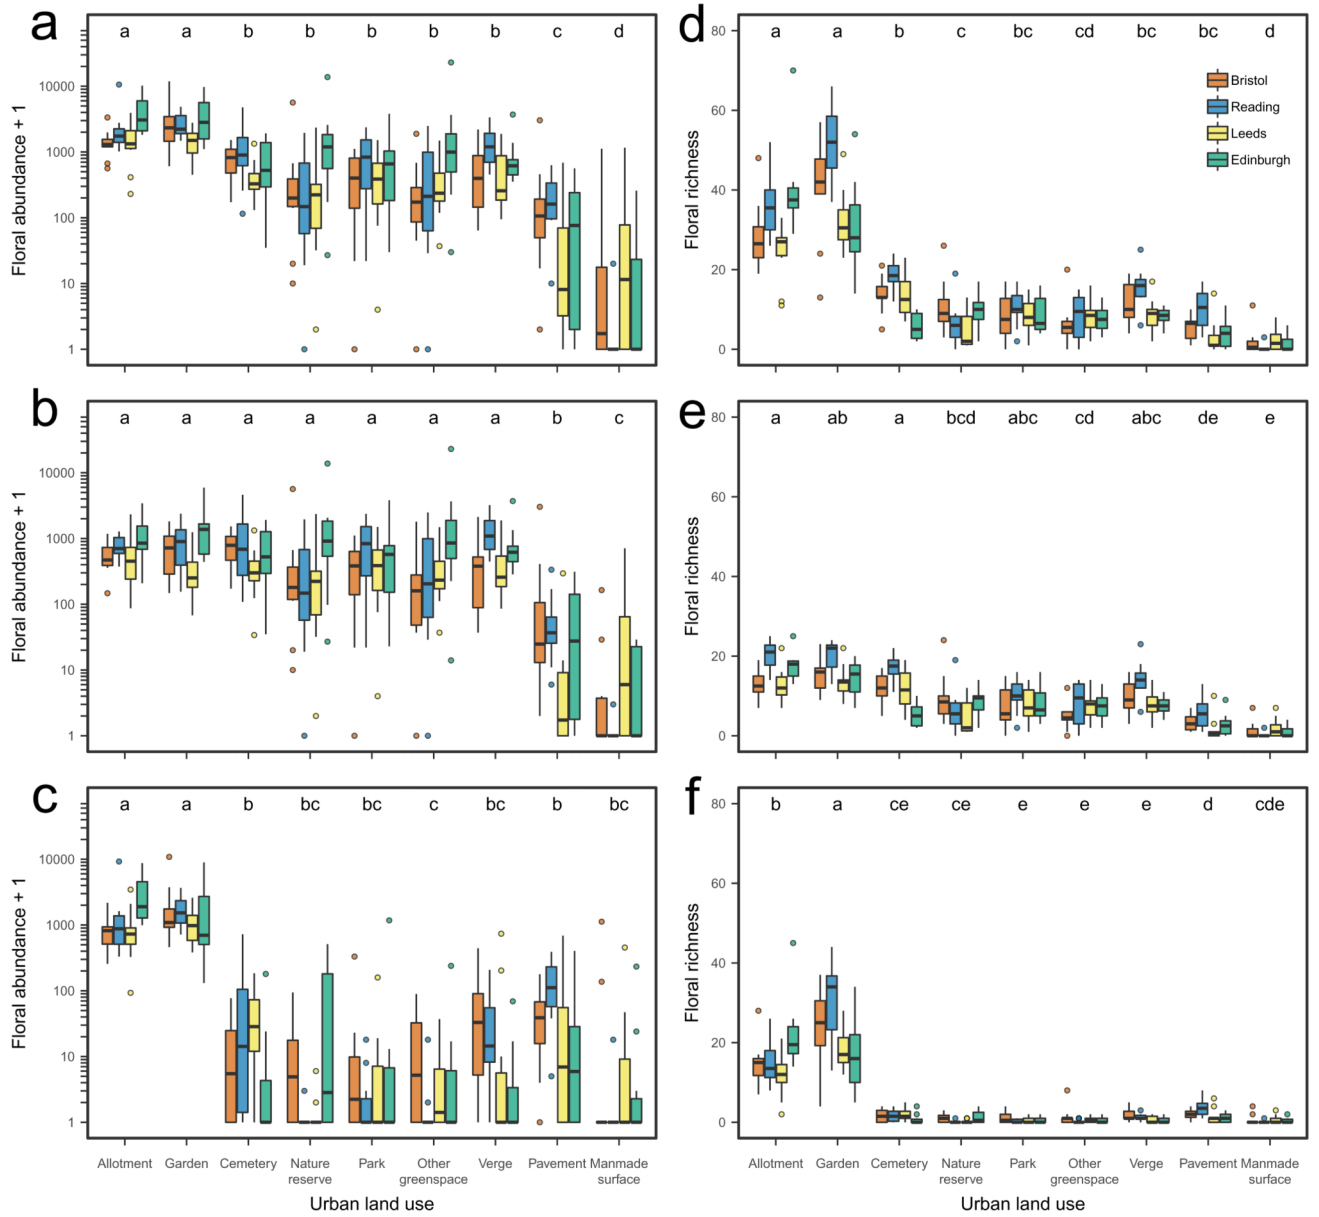 a
a a b b b b b c d
Floral abundance + 1
10000
1000
100
10
1
d
a a b c bc cd bc bc d
Floral richness
80
60
40
20
0
Bristol
Reading
Leeds
Edinburgh
b
a a a a a a a b c
Floral abundance + 1
10000
1000
100
10
1
e
a ab a bcd abc cd abc de e
Floral richness
80
60
40
20
0
c
a a b bc bc c bc b bc
Floral abundance + 1
10000
1000
100
10
1
Allotment Garden Cemetery Nature reserve Park Other greenspace Verge Pavement Manmade surface
Urban land use
f
b a ce ce e e e d cde
Floral richness
80
60
40
20
0
Allotment Garden Cemetery Nature reserve Park Other greenspace Verge Pavement Manmade surface
Urban land use